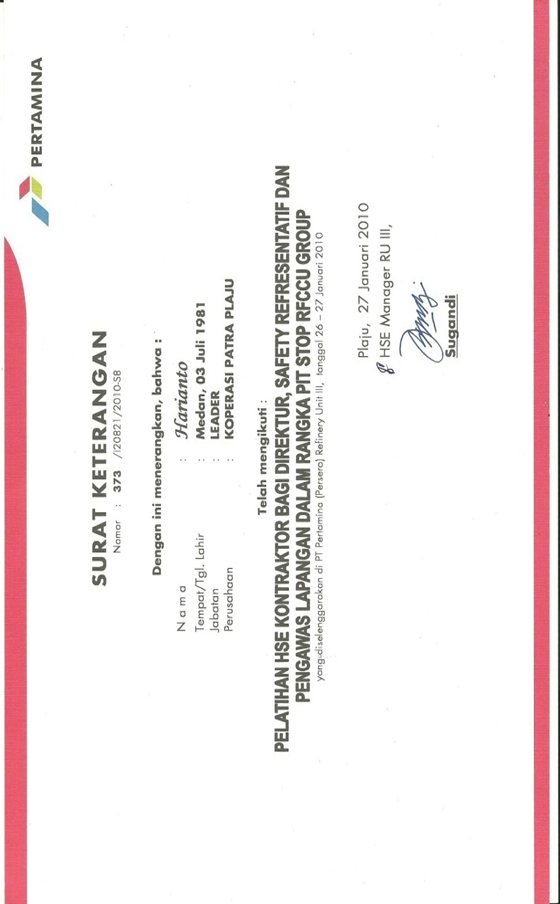 PERTAMINA
SURAT KETERANGAN
Nomor : 373 /I20821/2010-S8
Dengan ini menerangkan, bahwa :
N a m a : Harianto
Tempat/Tgl. Lahir : Medan, 03 Juli 1981
Jabatan : LEADER
Perusahaan : KOPERASI PATRA PLAJU
Telah mengikuti :
PELATIHAN HSE KONTRAKTOR BAGI DIREKTUR, SAFETY REFRESENTATIF DAN
PENGAWAS LAPANGAN DALAM RANGKA PIT STOP RFCCU GROUP
yang diselenggarakan di PT Pertamina (Persero) Refinery Unit III, tanggal 26 – 27 Januari 2010
Plaju, 27 Januari 2010
HSE Manager RU III,
Sugandi